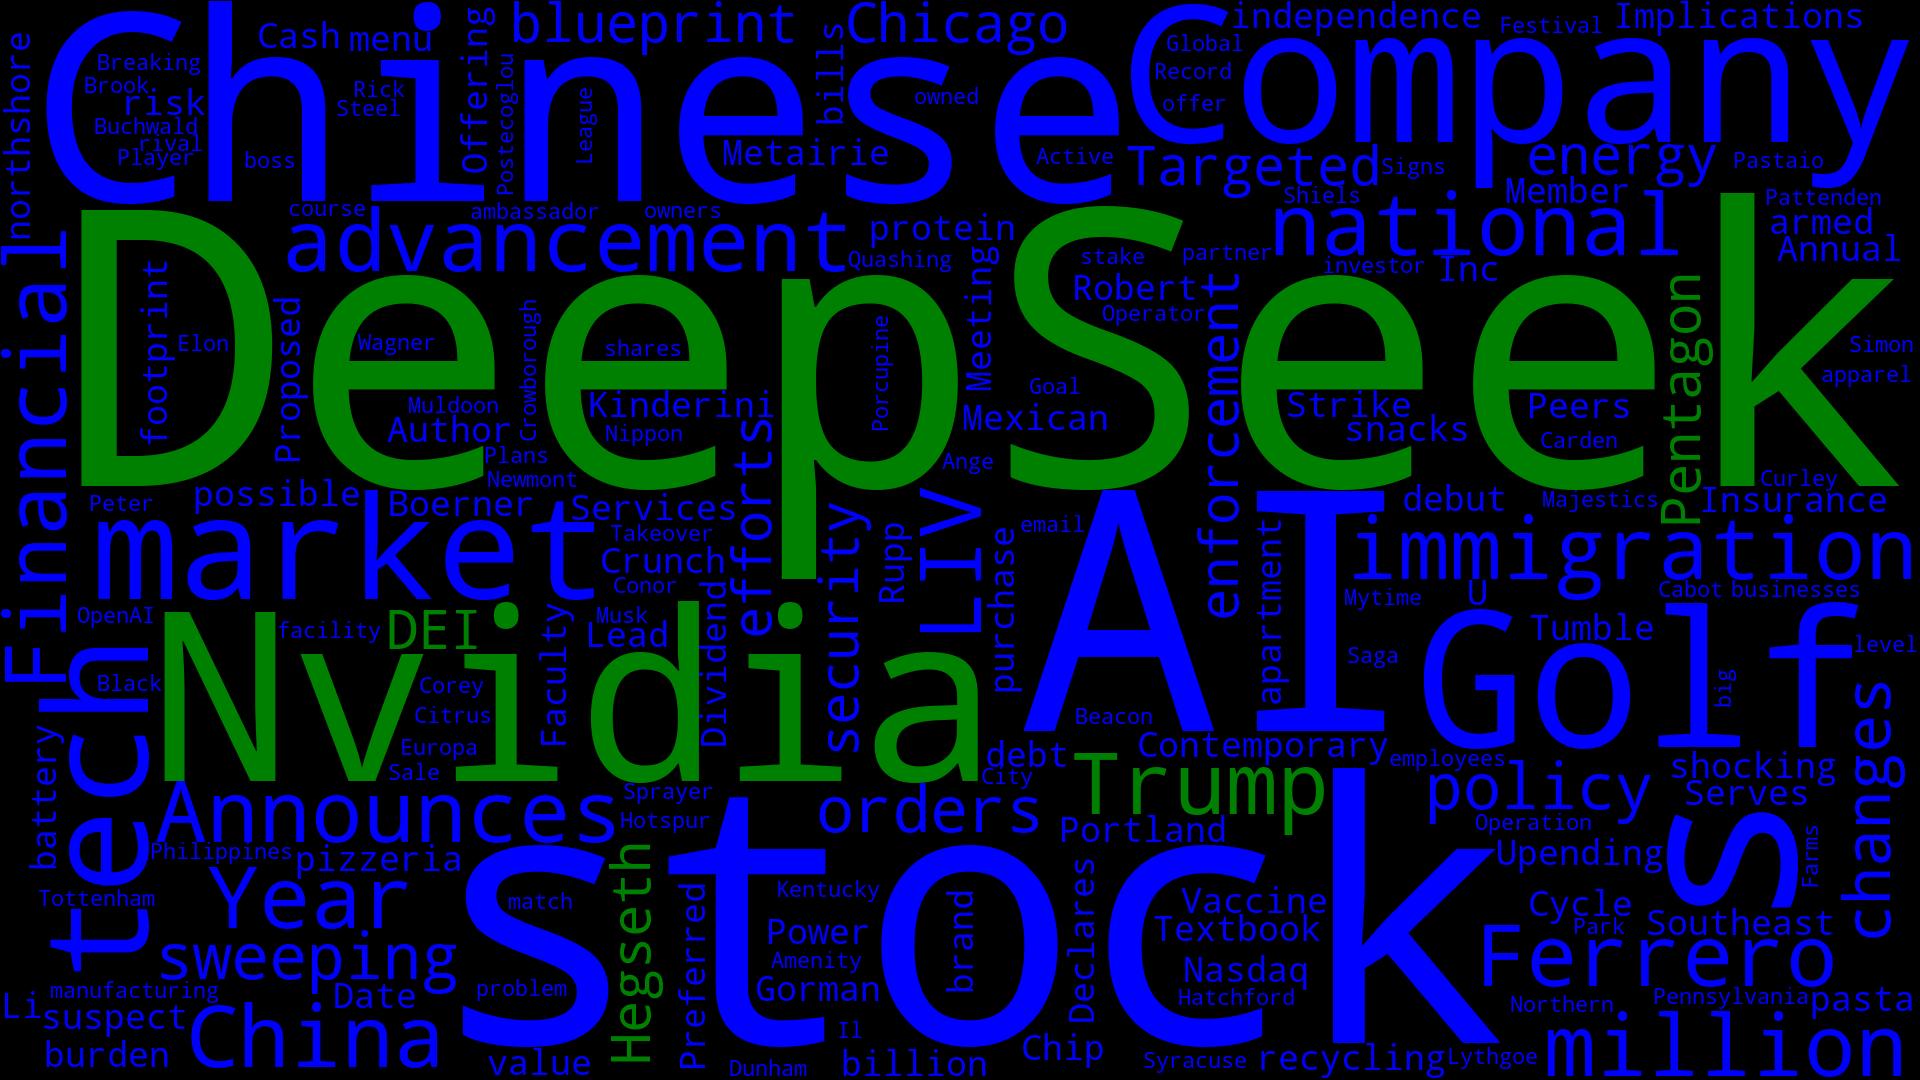 Chinese
Company
DeepSeek
AI
stock
Nvidia
Golf
market
tech
Financial
advancement
national
immigration
Announces
China
million
Ferrero
s
Year
sweeping
orders
policy
changes
Trump
Hegseth
Pentagon
DEI
LIV
enforcement
security
efforts
blueprint
Chicago
Targeted
energy
northshore
Cash
menu
Offering
bills
independence
Implications
Festival
Global
Record
offer
Breaking
Brook.
risk
Buchwald
rival
Player
boss
Rick
Steel
Postecoglou
League
Metairie
owned
Active
Signs
Pastaio
Member
Shiels
Pattenden
armed
Annual
course
ambassador
owners
protein
Quashing
Meeting
stake
partner
Robert
Operator
investor
Inc
footprint
Elon
Proposed
Wagner
Crowborough
shares
Porcupine
Muldoon
Author
Kinderini
Nippon
Plans
Newmont
Goal
Mexican
Ange
Strike
snacks
Peers
Carden
Simon
apparel
Curley
Peter
possible
Boerner
Services
Takeover
Crunch
Conor
Musk
Lead
Rupp
purchase
email
apartment
debut
Majestics
Insurance
Mytime
U
Cabot
businesses
Tumble
level
Saga
big
OpenAI
facility
Black
Corey
Citrus
Europa
Sale
Faculty
Dividend
Beacon
debt
City
Contemporary
employees
shocking
Serves
battery
Sprayer
Hotspur
Portland
Operation
Upending
Farms
Philippines
pizzeria
Tottenham
match
Preferred
Kentucky
Power
Amenity
Gorman
brand
Declares
Vaccine
Textbook
Nasdaq
Hatchford
Cycle
Park
Southeast
Northern
Pennsylvania
pasta
Li
manufacturing
Date
suspect
burden
problem
value
Il
Dunham
billion
Chip
Syracuse
recycling
Lythgoe